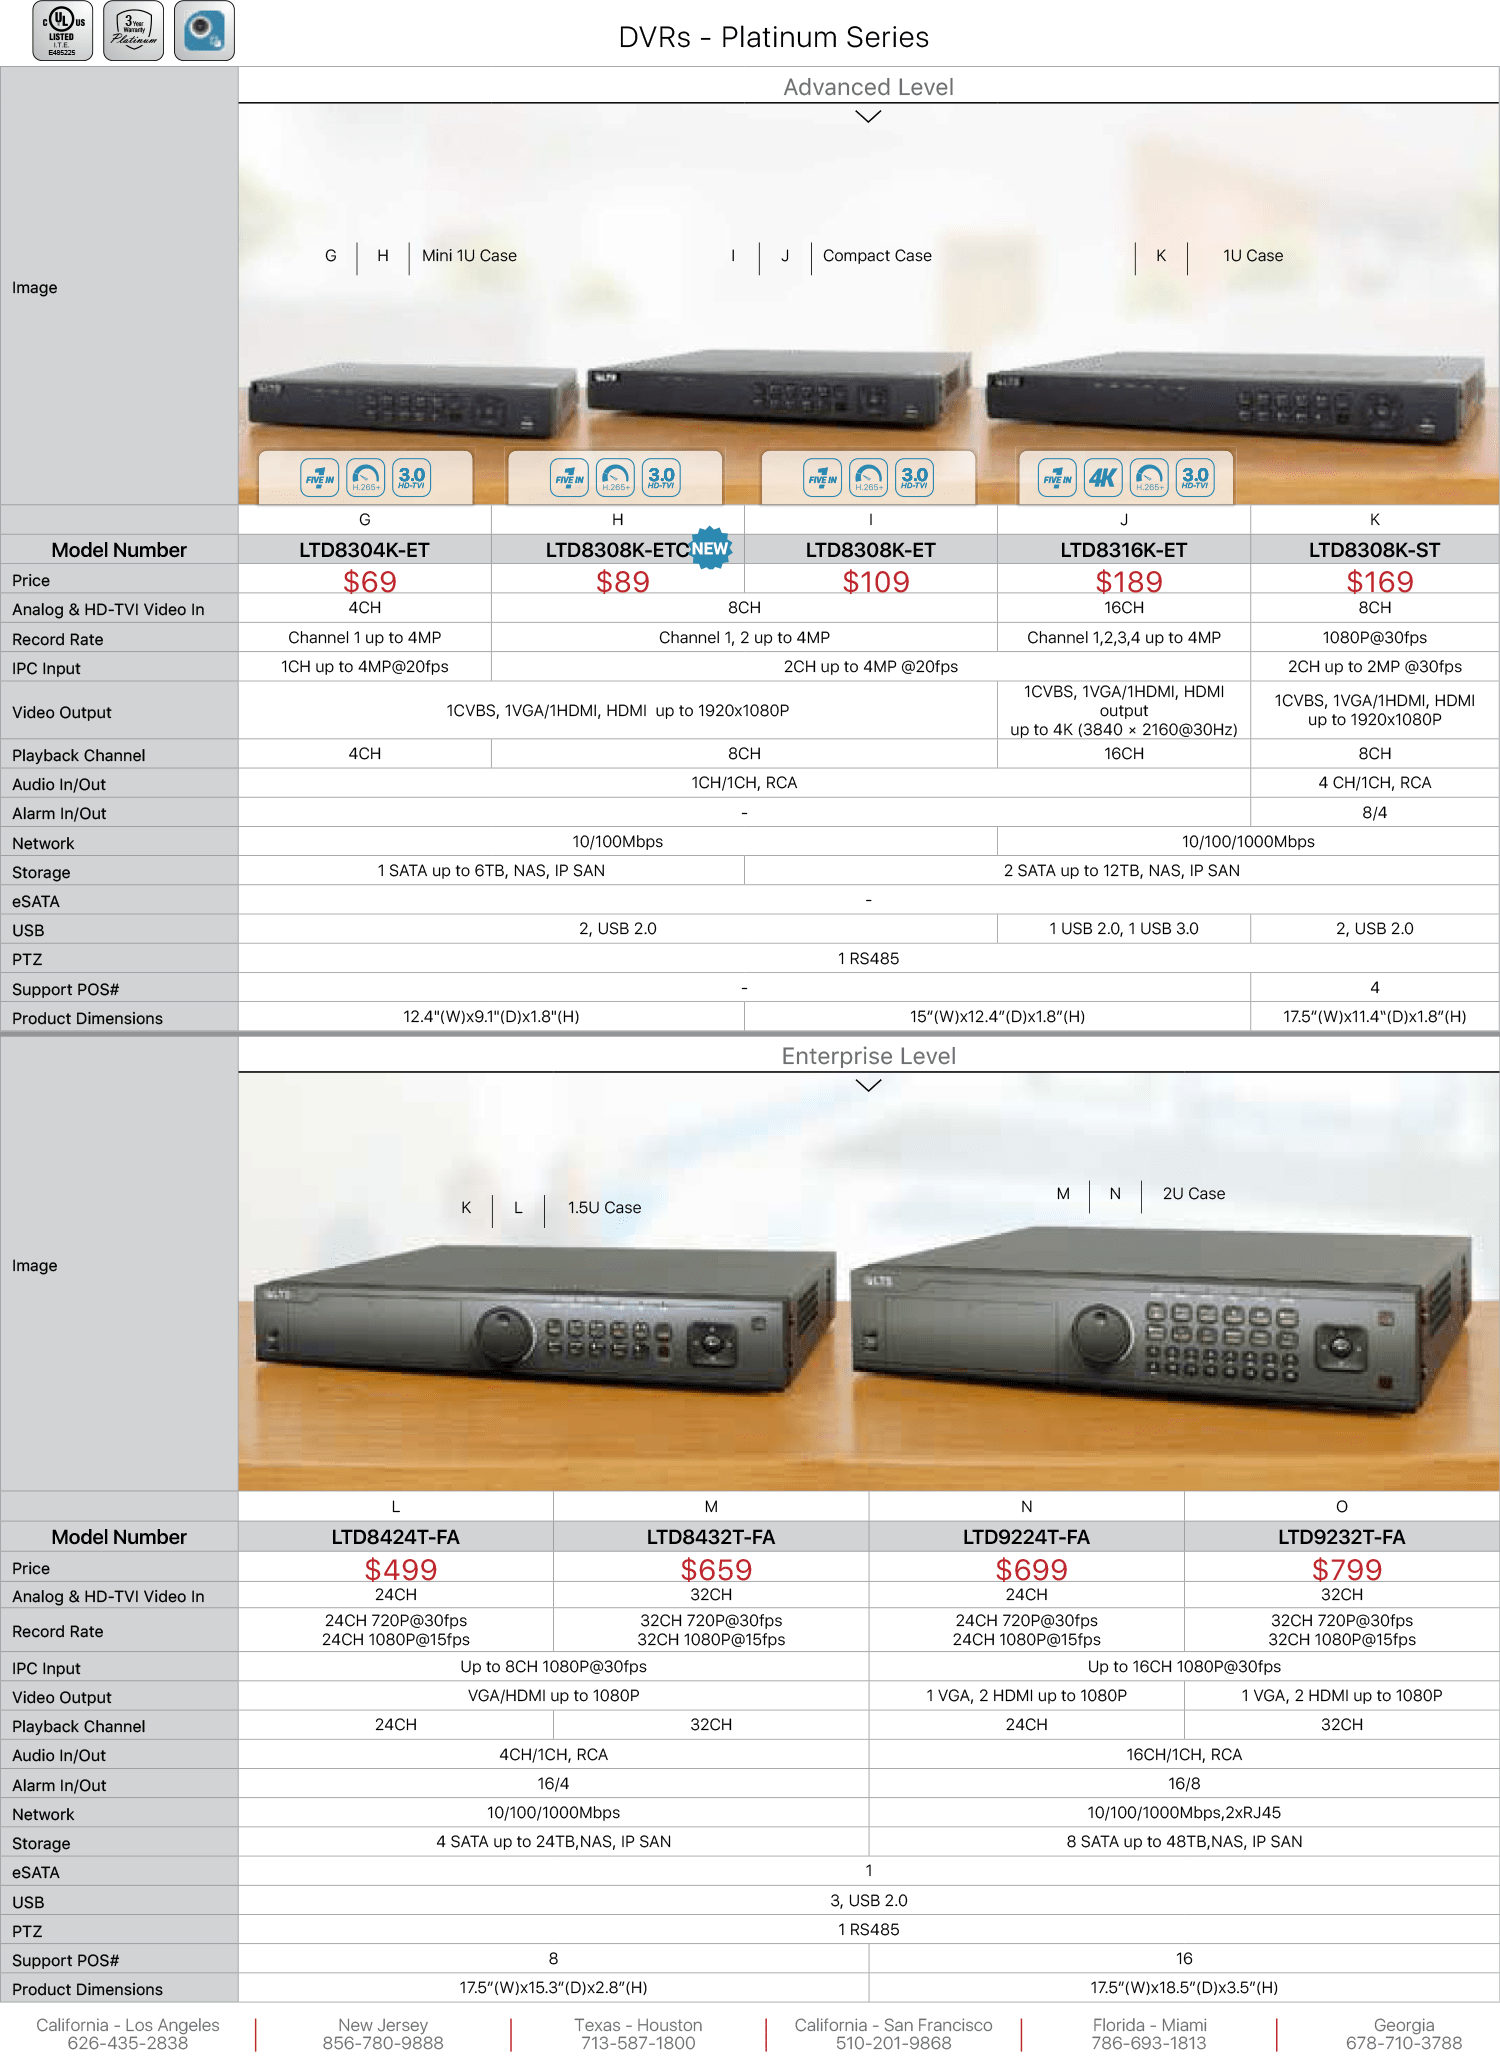 C UL US
LISTED
I.T.E.
E485225
3 Year
Warranty
Platinum
DVRs - Platinum Series
Advanced Level
Image
G | H | Mini 1U Case
I | J | Compact Case
K | 1U Case
LTS
LTS
LTS
1 FIVE IN H.265+ 3.0 HD-TVI
1 FIVE IN H.265+ 3.0 HD-TVI
1 FIVE IN H.265+ 3.0 HD-TVI
1 FIVE IN 4K H.265+ 3.0 HD-TVI
G H I J K
Model Number LTD8304K-ET LTD8308K-ETC NEW LTD8308K-ET LTD8316K-ET LTD8308K-ST
Price $69 $89 $109 $189 $169
Analog & HD-TVI Video In 4CH 8CH 16CH 8CH
Record Rate Channel 1 up to 4MP Channel 1, 2 up to 4MP Channel 1,2,3,4 up to 4MP 1080P@30fps
IPC Input 1CH up to 4MP@20fps 2CH up to 4MP @20fps 2CH up to 2MP @30fps
Video Output 1CVBS, 1VGA/1HDMI, HDMI up to 1920x1080P
1CVBS, 1VGA/1HDMI, HDMI
output
up to 4K (3840 × 2160@30Hz)
1CVBS, 1VGA/1HDMI, HDMI
up to 1920x1080P
Playback Channel 4CH 8CH 16CH 8CH
Audio In/Out 1CH/1CH, RCA 4 CH/1CH, RCA
Alarm In/Out - 8/4
Network 10/100Mbps 10/100/1000Mbps
Storage 1 SATA up to 6TB, NAS, IP SAN 2 SATA up to 12TB, NAS, IP SAN
eSATA -
USB 2, USB 2.0 1 USB 2.0, 1 USB 3.0 2, USB 2.0
PTZ 1 RS485
Support POS# - 4
Product Dimensions 12.4"(W)x9.1"(D)x1.8"(H) 15"(W)x12.4"(D)x1.8"(H) 17.5"(W)x11.4"(D)x1.8"(H)
Enterprise Level
Image
K | L | 1.5U Case
M | N | 2U Case
LTS
LTS
L M N O
Model Number LTD8424T-FA LTD8432T-FA LTD9224T-FA LTD9232T-FA
Price $499 $659 $699 $799
Analog & HD-TVI Video In 24CH 32CH 24CH 32CH
Record Rate
24CH 720P@30fps 32CH 720P@30fps 24CH 720P@30fps 32CH 720P@30fps
24CH 1080P@15fps 32CH 1080P@15fps 24CH 1080P@15fps 32CH 1080P@15fps
IPC Input Up to 8CH 1080P@30fps Up to 16CH 1080P@30fps
Video Output VGA/HDMI up to 1080P 1 VGA, 2 HDMI up to 1080P 1 VGA, 2 HDMI up to 1080P
Playback Channel 24CH 32CH 24CH 32CH
Audio In/Out 4CH/1CH, RCA 16CH/1CH, RCA
Alarm In/Out 16/4 16/8
Network 10/100/1000Mbps 10/100/1000Mbps,2xRJ45
Storage 4 SATA up to 24TB,NAS, IP SAN 8 SATA up to 48TB,NAS, IP SAN
eSATA 1
USB 3, USB 2.0
PTZ 1 RS485
Support POS# 8 16
Product Dimensions 17.5"(W)x15.3"(D)x2.8"(H) 17.5"(W)x18.5"(D)x3.5"(H)
California - Los Angeles New Jersey Texas - Houston California - San Francisco Florida - Miami Georgia
626-435-2838 856-780-9888 713-587-1800 510-201-9868 786-693-1813 678-710-3788